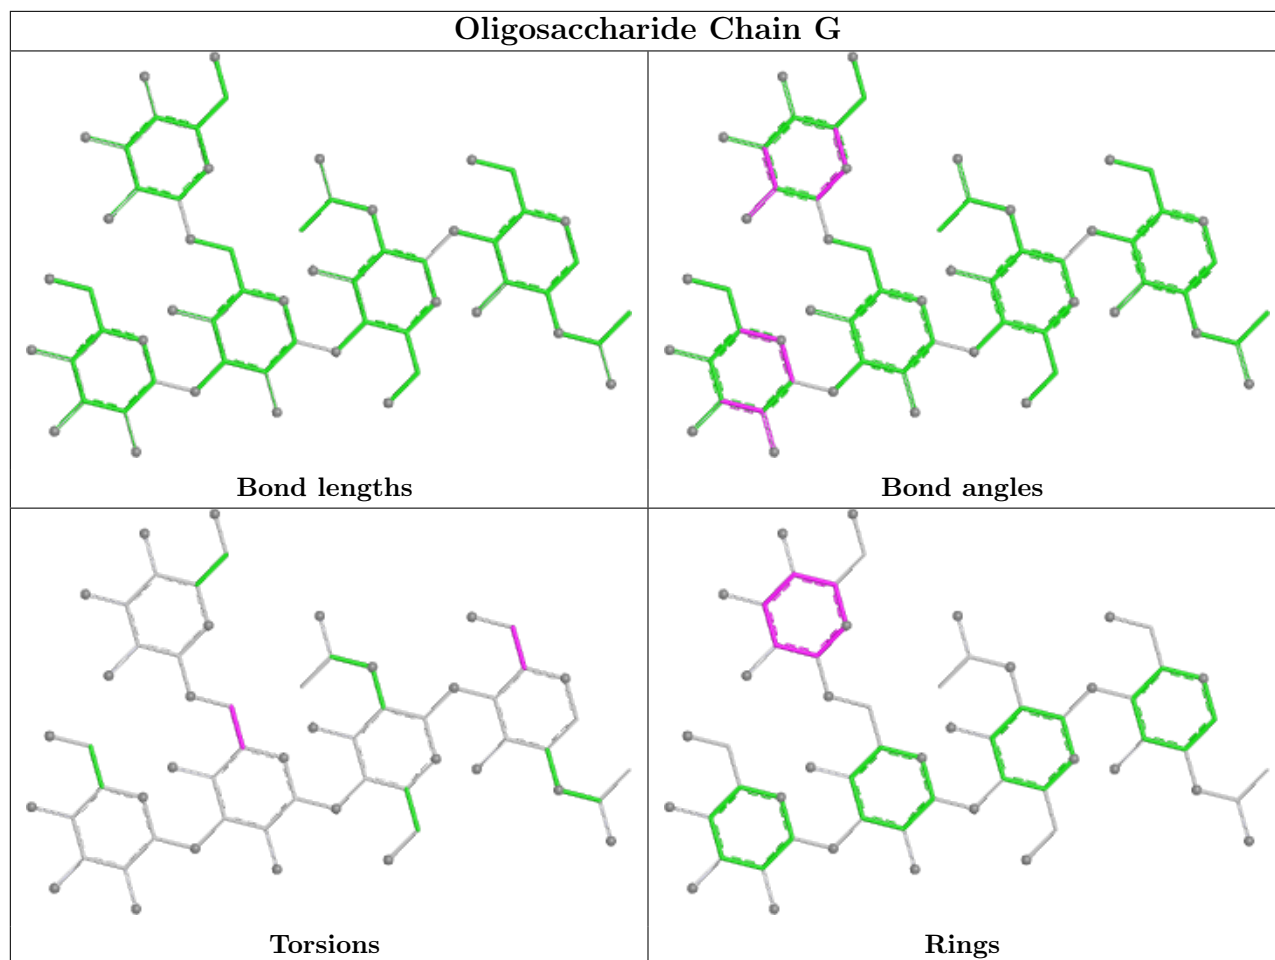 Oligosaccharide Chain G
Bond lengths
Bond angles
Torsions
Rings